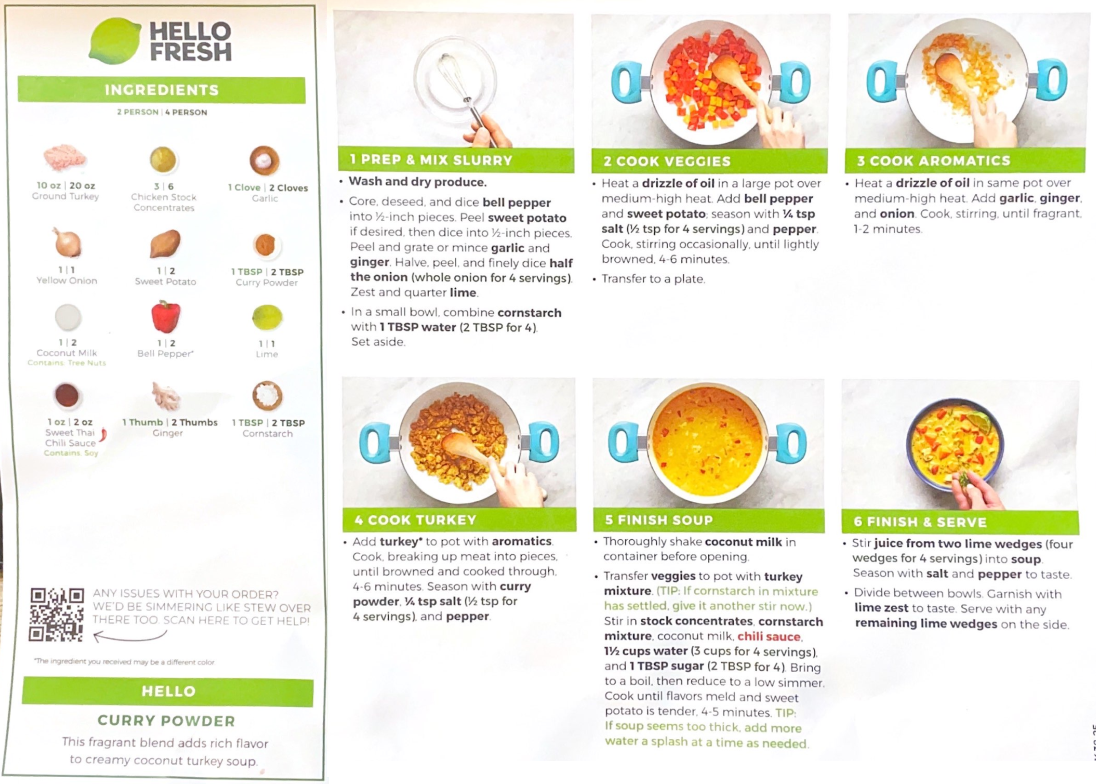 HELLO
FRESH
INGREDIENTS
2 PERSON | 4 PERSON
10 oz | 20 oz
Ground Turkey
3 | 6
Chicken Stock
Concentrates
1 Clove | 2 Cloves
Garlic
1 | 1
Yellow Onion
1 | 2
Sweet Potato
1 TBSP | 2 TBSP
Curry Powder
1 | 2
Coconut Milk
Contains: Tree Nuts
1 | 2
Bell Pepper*
1 | 1
Lime
1 oz | 2 oz
Sweet Thai
Chili Sauce
Contains: Soy
1 Thumb | 2 Thumbs
Ginger
1 TBSP | 2 TBSP
Cornstarch
ANY ISSUES WITH YOUR ORDER?
WE'D BE SIMMERING LIKE STEW OVER
THERE TOO. SCAN HERE TO GET HELP!
*The ingredient you received may be a different color.
HELLO
CURRY POWDER
This fragrant blend adds rich flavor
to creamy coconut turkey soup.
1 PREP & MIX SLURRY
• Wash and dry produce.
• Core, deseed, and dice bell pepper
into ½-inch pieces. Peel sweet potato
if desired, then dice into ½-inch pieces.
Peel and grate or mince garlic and
ginger. Halve, peel, and finely dice half
the onion (whole onion for 4 servings).
Zest and quarter lime.
• In a small bowl, combine cornstarch
with 1 TBSP water (2 TBSP for 4).
Set aside.
2 COOK VEGGIES
• Heat a drizzle of oil in a large pot over
medium-high heat. Add bell pepper
and sweet potato; season with ¼ tsp
salt (½ tsp for 4 servings) and pepper.
Cook, stirring occasionally, until lightly
browned, 4-6 minutes.
• Transfer to a plate.
3 COOK AROMATICS
• Heat a drizzle of oil in same pot over
medium-high heat. Add garlic, ginger,
and onion. Cook, stirring, until fragrant,
1-2 minutes.
4 COOK TURKEY
• Add turkey* to pot with aromatics.
Cook, breaking up meat into pieces,
until browned and cooked through,
4-6 minutes. Season with curry
powder, ¼ tsp salt (½ tsp for
4 servings), and pepper.
5 FINISH SOUP
• Thoroughly shake coconut milk in
container before opening.
• Transfer veggies to pot with turkey
mixture. (TIP: If cornstarch in mixture
has settled, give it another stir now.)
Stir in stock concentrates, cornstarch
mixture, coconut milk, chili sauce,
1½ cups water (3 cups for 4 servings),
and 1 TBSP sugar (2 TBSP for 4). Bring
to a boil, then reduce to a low simmer.
Cook until flavors meld and sweet
potato is tender, 4-5 minutes. TIP:
If soup seems too thick, add more
water a splash at a time as needed.
6 FINISH & SERVE
• Stir juice from two lime wedges (four
wedges for 4 servings) into soup.
Season with salt and pepper to taste.
• Divide between bowls. Garnish with
lime zest to taste. Serve with any
remaining lime wedges on the side.